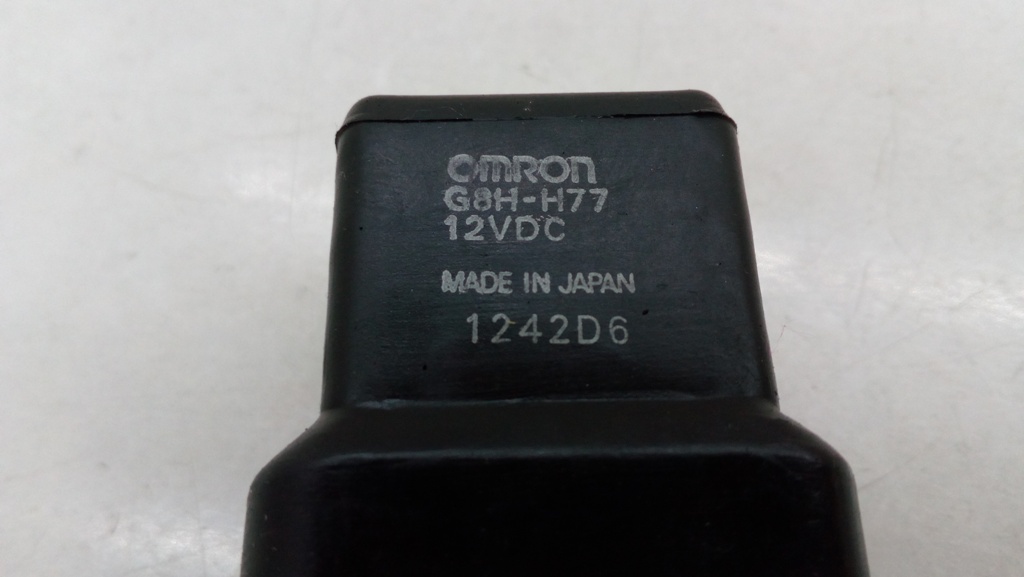 OMRON
G8H-H77
12VDC
MADE IN JAPAN
1242D6